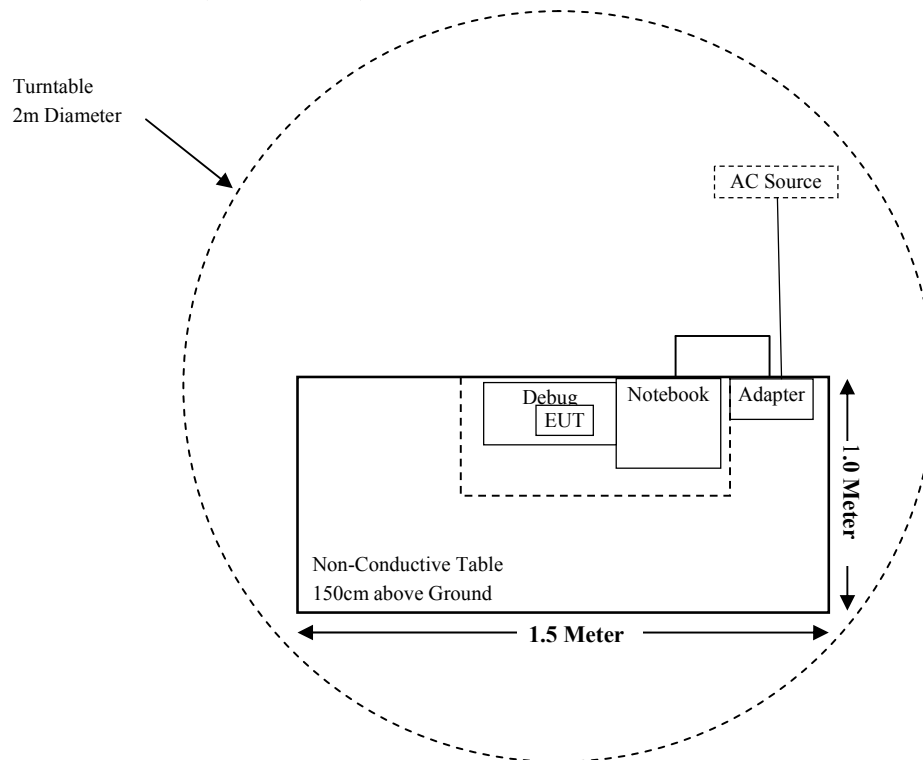 Turntable
2m Diameter
AC Source
Debug
EUT
Notebook
Adapter
1.0 Meter
Non-Conductive Table
150cm above Ground
1.5 Meter